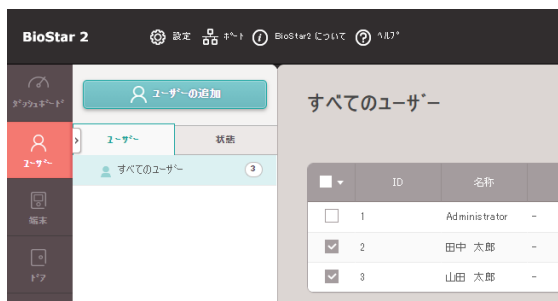 BioStar 2
設定 ポート BioStar2 について ヘルプ
ダッシュボード
ユーザーの追加
すべてのユーザー
ユーザー
ユーザー 状態
すべてのユーザー 3
ID 名称
端末
1 Administrator -
2 田中 太郎 -
ドア
3 山田 太郎 -